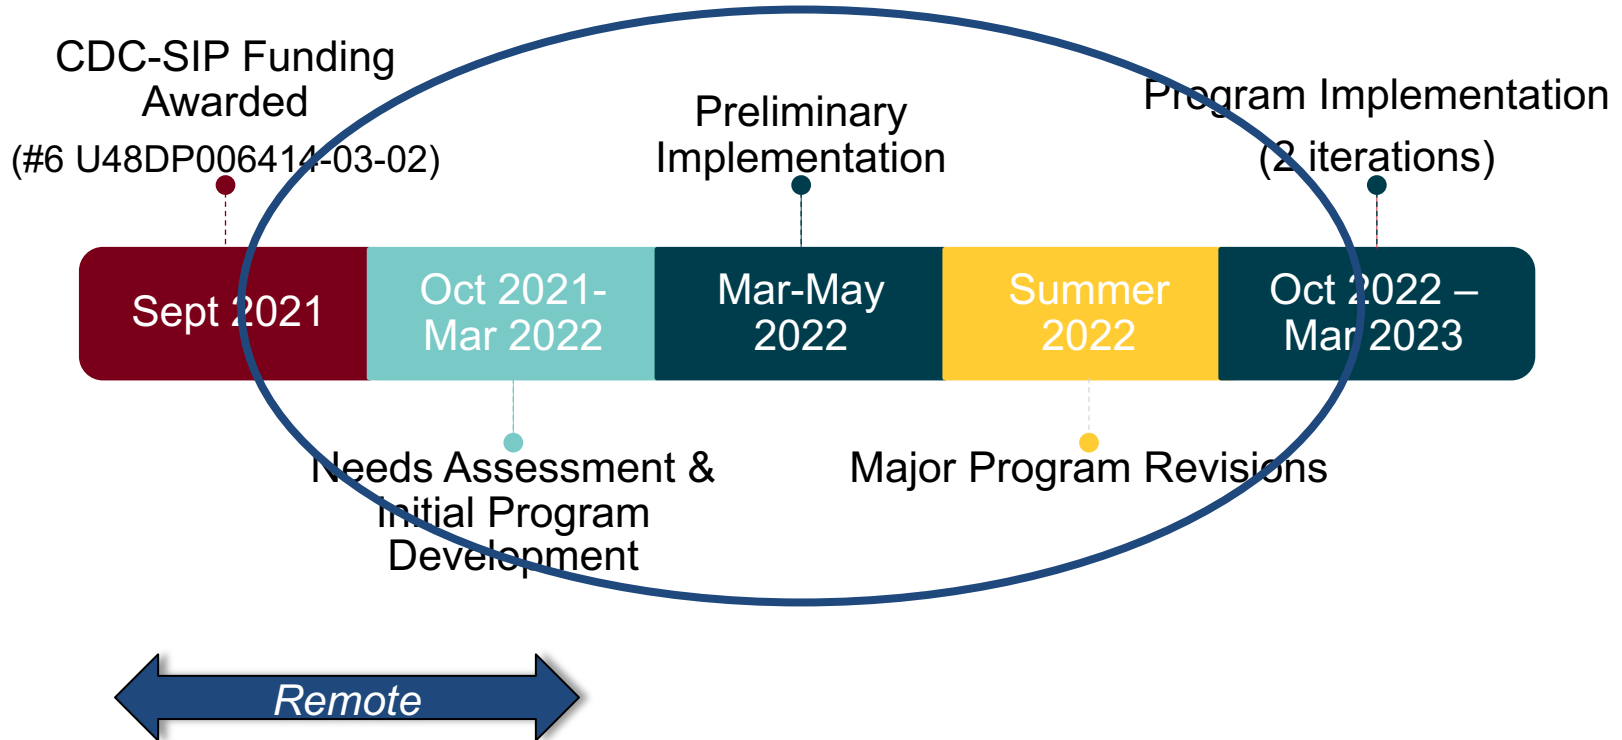 CDC-SIP Funding
Awarded
(#6 U48DP006414-03-02)
Preliminary
Implementation
Program Implementation
(2 iterations)
Sept 2021
Oct 2021-
Mar 2022
Mar-May
2022
Summer
2022
Oct 2022 –
Mar 2023
Needs Assessment &
Initial Program
Development
Major Program Revisions
Remote